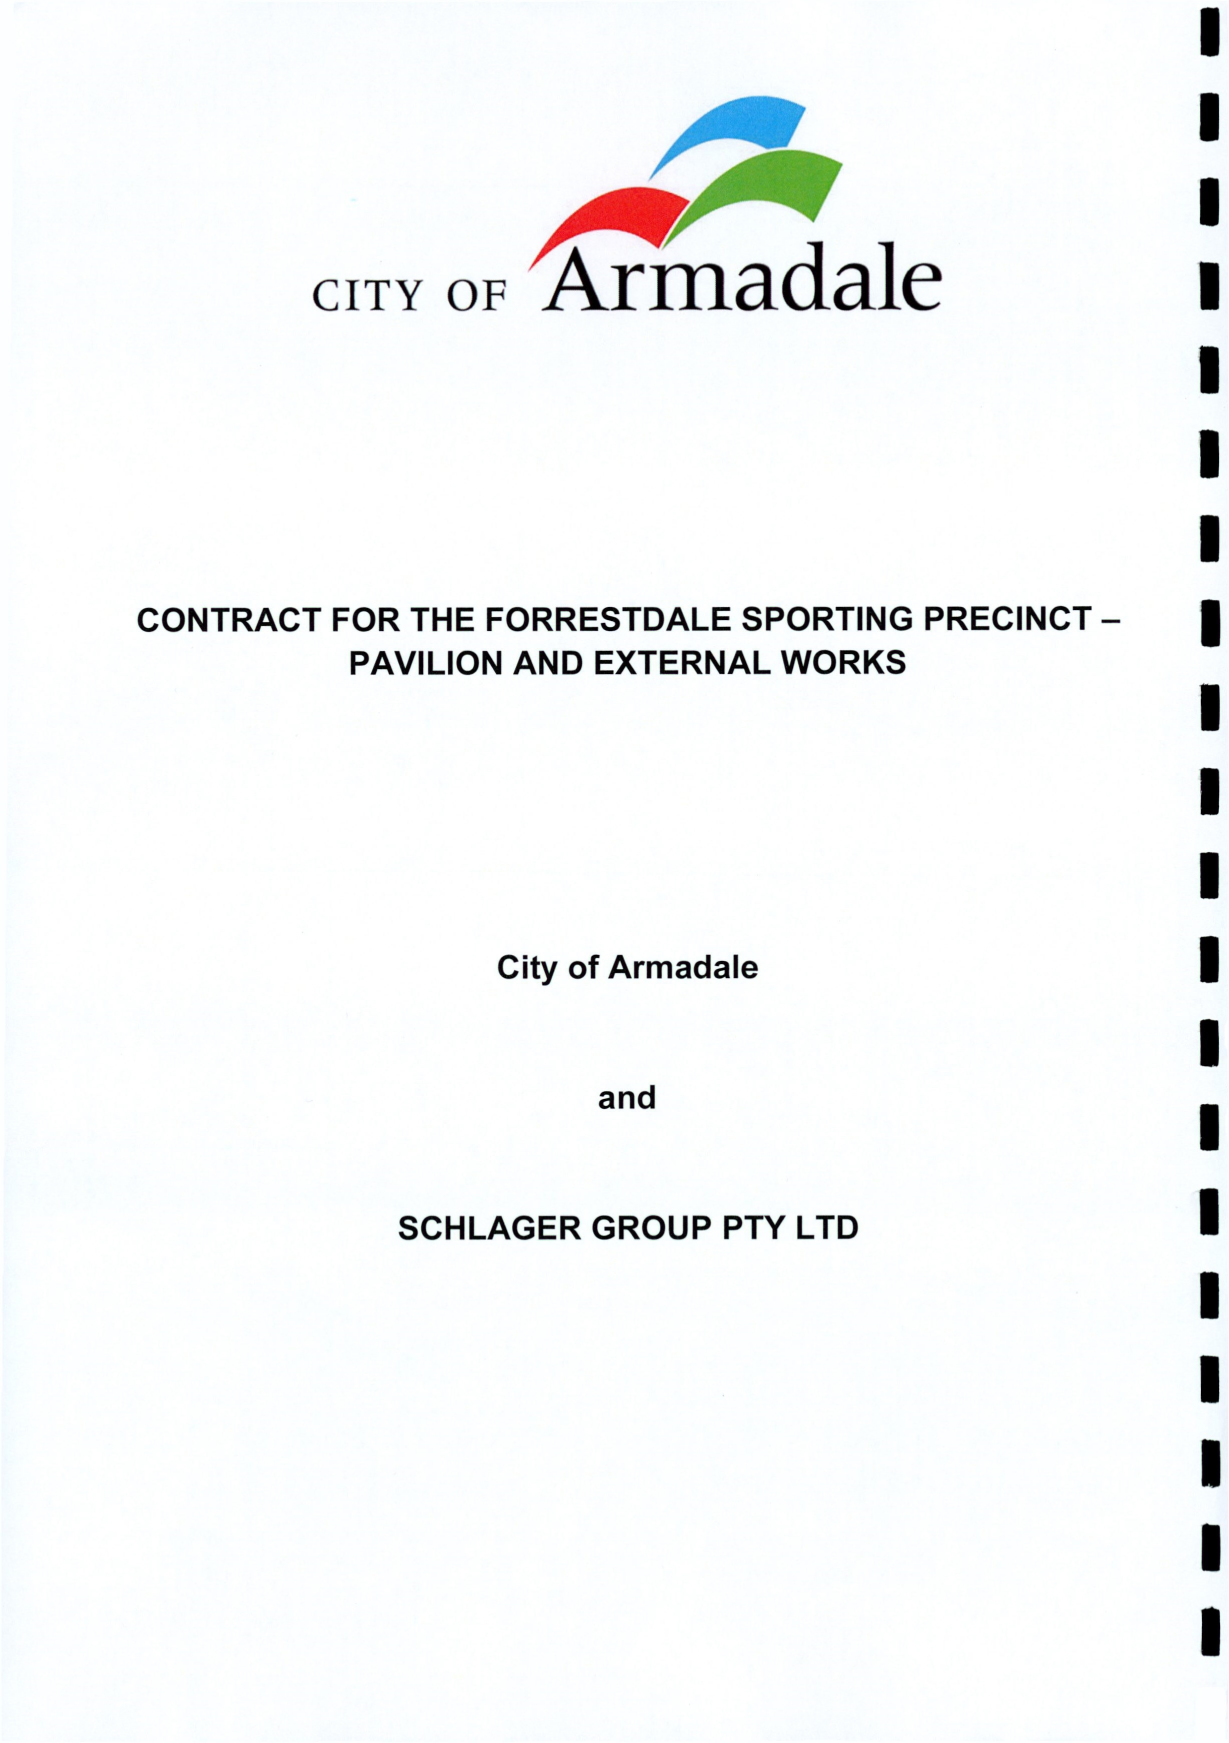 CITY OF Armadale
CONTRACT FOR THE FORRESTDALE SPORTING PRECINCT –
PAVILION AND EXTERNAL WORKS
City of Armadale
and
SCHLAGER GROUP PTY LTD